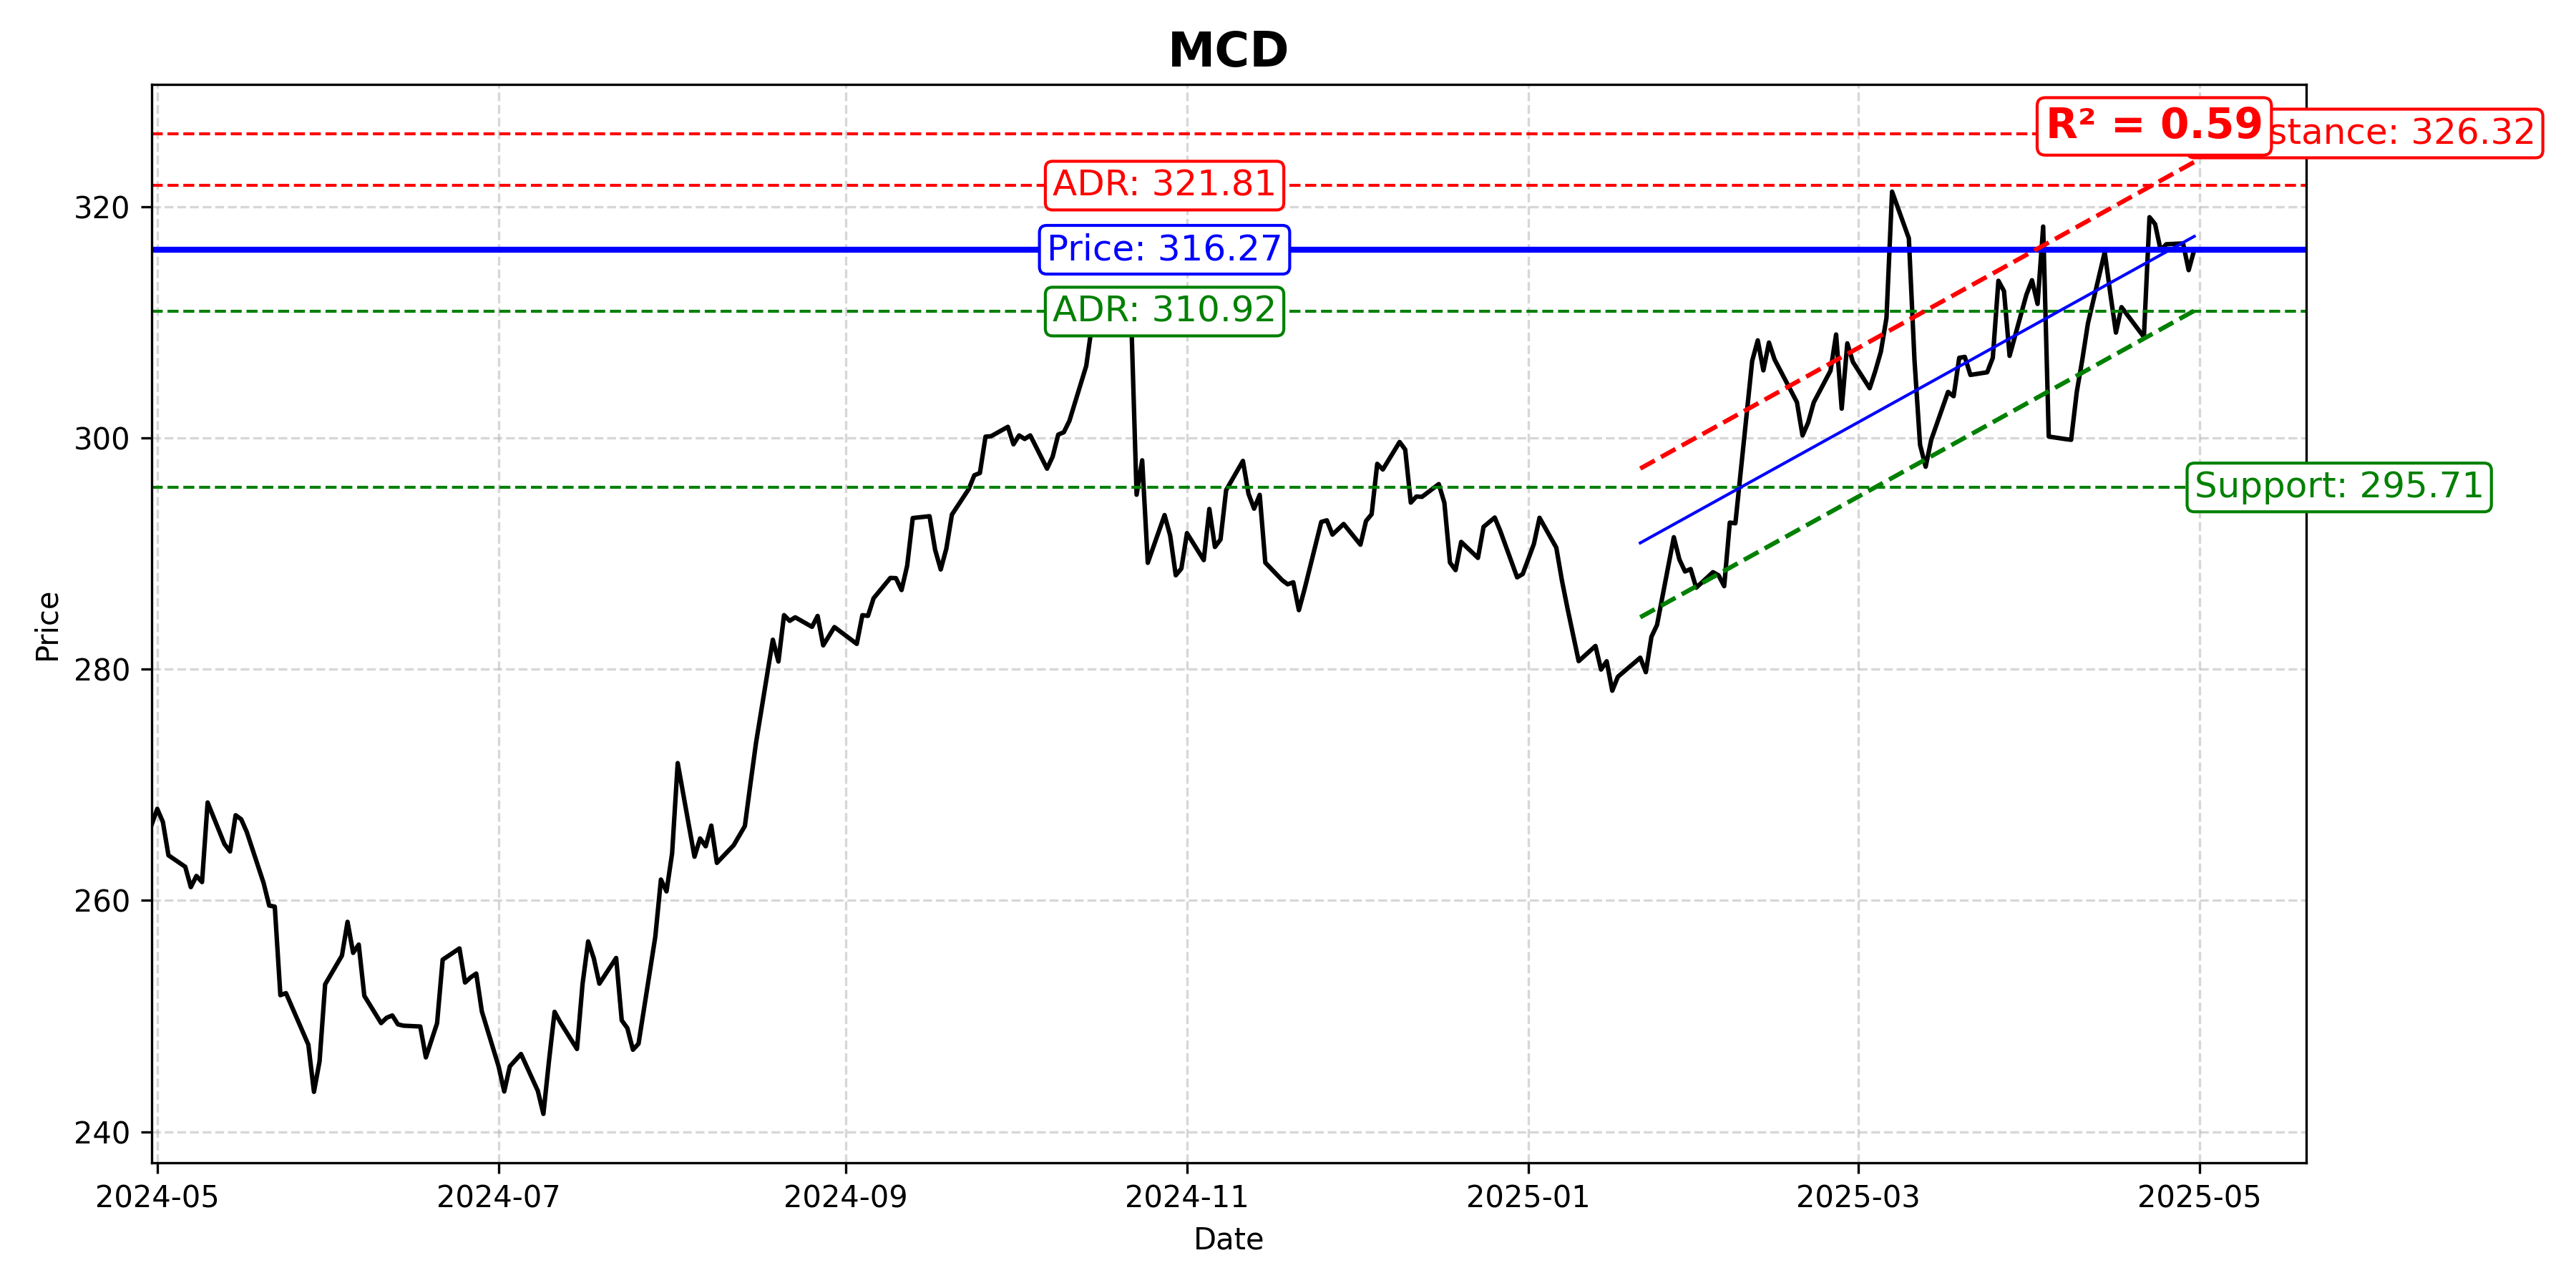 MCD
R² = 0.59
stance: 326.32
ADR: 321.81
Price: 316.27
ADR: 310.92
Support: 295.71
Price
320
300
280
260
240
2024-05
2024-07
2024-09
2024-11
2025-01
2025-03
2025-05
Date